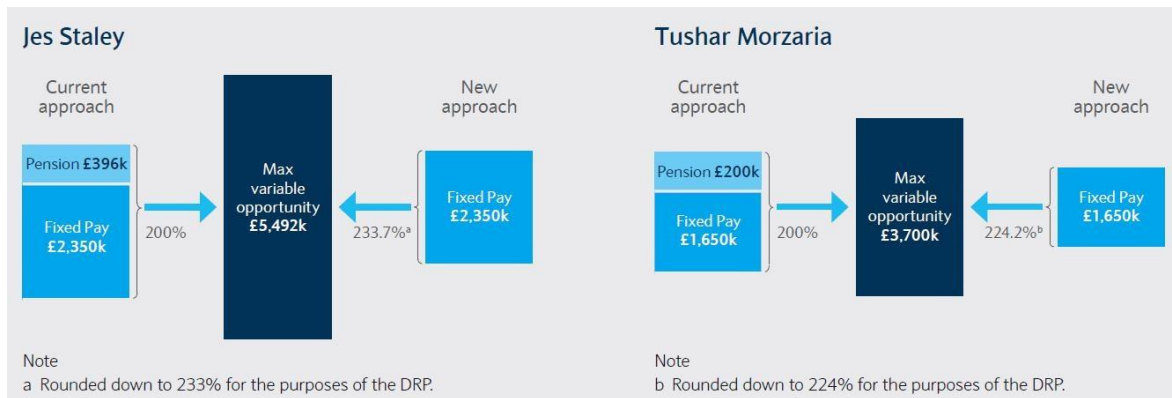 Jes Staley
Current
approach
New
approach
Pension £396k
Fixed Pay
£2,350k
200%
Max
variable
opportunity
£5,492k
233.7%a
Fixed Pay
£2,350k
Note
a Rounded down to 233% for the purposes of the DRP.
Tushar Morzaria
Current
approach
New
approach
Pension £200k
Fixed Pay
£1,650k
200%
Max
variable
opportunity
£3,700k
224.2%b
Fixed Pay
£1,650k
Note
b Rounded down to 224% for the purposes of the DRP.